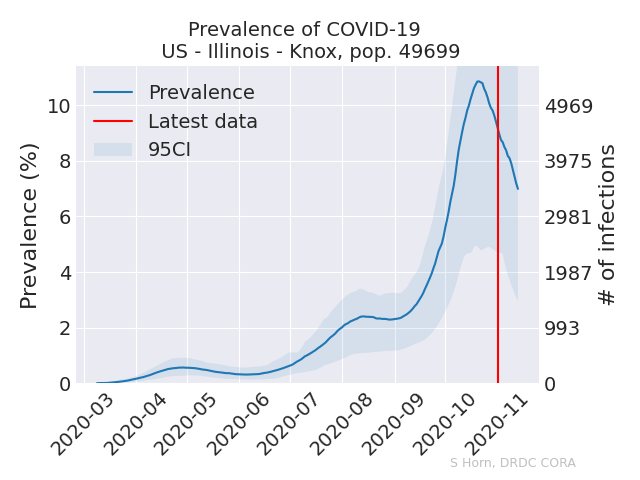 Prevalence of COVID-19
US - Illinois - Knox, pop. 49699
Prevalence
Latest data
95CI
Prevalence (%)
10
8
6
4
2
0
4969
3975
2981
1987
993
0
# of infections
2020-03
2020-04
2020-05
2020-06
2020-07
2020-08
2020-09
2020-10
2020-11
S Horn, DRDC CORA